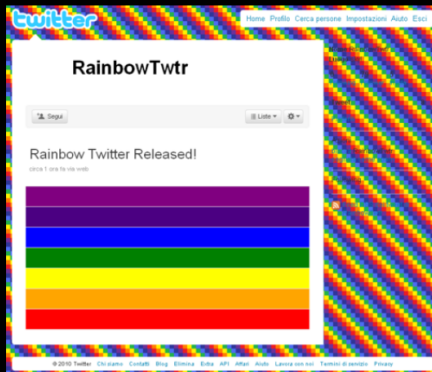 twitter
Home Profilo Cerca persone Impostazioni Aiuto Esci
RainbowTwtr
Segui
Liste
Rainbow Twitter Released!
circa 1 ora fa via web
© 2010 Twitter Chi siamo Contatti Blog Elimina Extra API Affari Aiuto Lavora con noi Termini di servizio Privacy